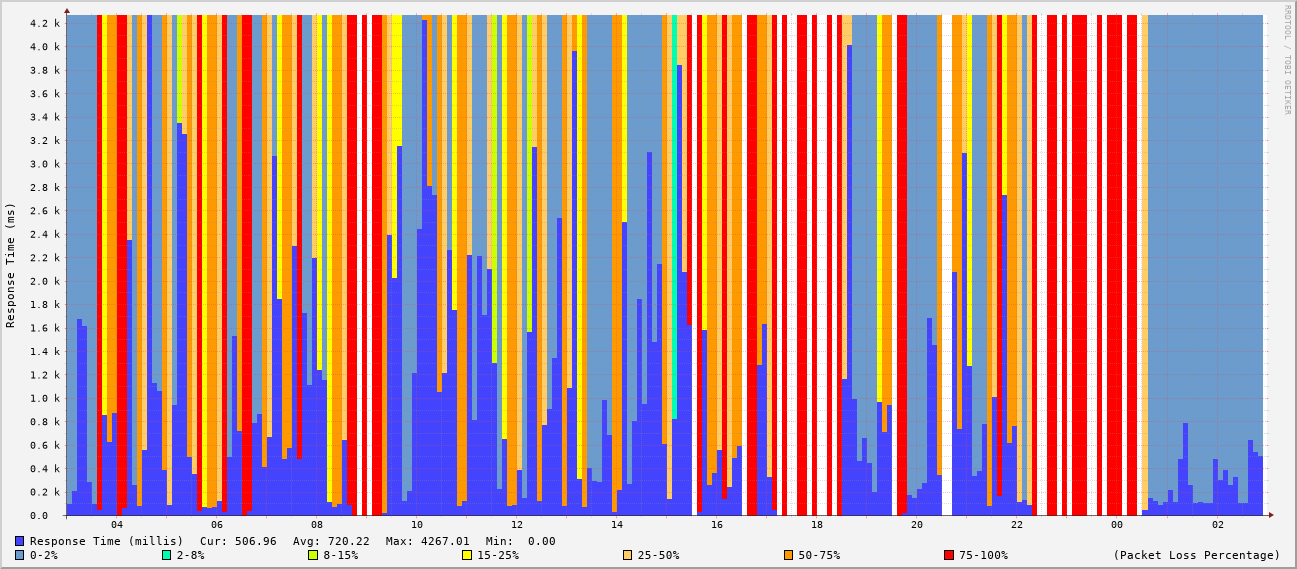 RRDTOOL / TOBI OETIKER
Response Time (ms)
4.2 k
4.0 k
3.8 k
3.6 k
3.4 k
3.2 k
3.0 k
2.8 k
2.6 k
2.4 k
2.2 k
2.0 k
1.8 k
1.6 k
1.4 k
1.2 k
1.0 k
0.8 k
0.6 k
0.4 k
0.2 k
0.0
04 06 08 10 12 14 16 18 20 22 00 02
Response Time (millis) Cur: 506.96 Avg: 720.22 Max: 4267.01 Min: 0.00
0-2% 2-8% 8-15% 15-25% 25-50% 50-75% 75-100% (Packet Loss Percentage)